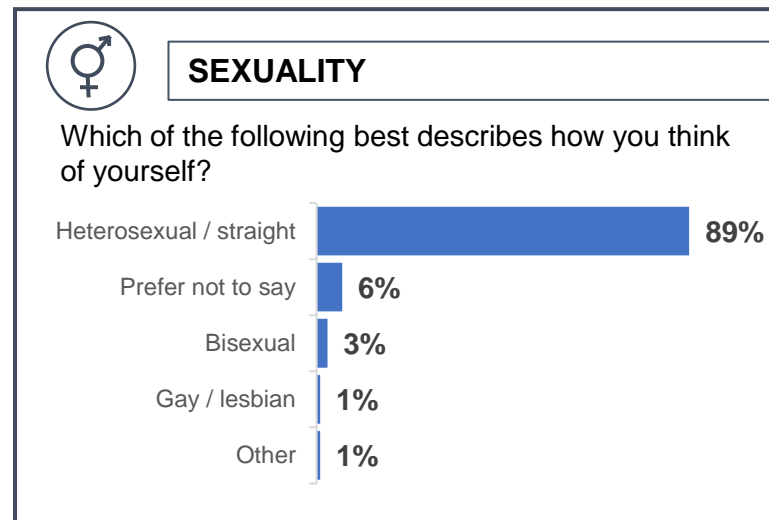 SEXUALITY
Which of the following best describes how you think
of yourself?
Heterosexual / straight 89%
Prefer not to say 6%
Bisexual 3%
Gay / lesbian 1%
Other 1%